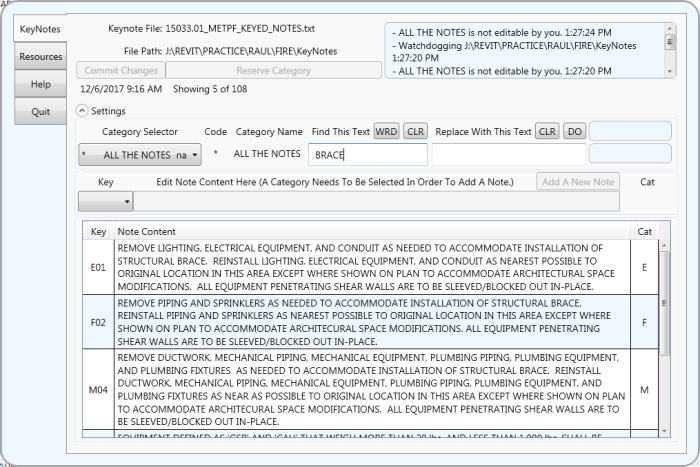 KeyNotes
Resources
Help
Quit
Keynote File: 15033.01_METPF_KEYED_NOTES.txt
File Path: J:\REVIT\PRACTICE\RAUL\FIRE\KeyNotes
Commit Changes
Reserve Category
- ALL THE NOTES is not editable by you. 1:27:24 PM
- Watchdogging J:\REVIT\PRACTICE\RAUL\FIRE\KeyNotes
1:27:20 PM
- ALL THE NOTES is not editable by you. 1:27:20 PM
12/6/2017 9:16 AM Showing 5 of 108
Settings
Category Selector Code Category Name Find This Text WRD CLR Replace With This Text CLR DO
* ALL THE NOTES na * ALL THE NOTES BRACE
Key Edit Note Content Here (A Category Needs To Be Selected In Order To Add A Note.) Add A New Note Cat
Key Note Content Cat
E01
REMOVE LIGHTING, ELECTRICAL EQUIPMENT, AND CONDUIT AS NEEDED TO ACCOMMODATE INSTALLATION OF
STRUCTURAL BRACE. REINSTALL LIGHTING, ELECTRICAL EQUIPMENT, AND CONDUIT AS NEAREST POSSIBLE TO
ORIGINAL LOCATION IN THIS AREA EXCEPT WHERE SHOWN ON PLAN TO ACCOMMODATE ARCHITECTURAL SPACE
MODIFICATIONS. ALL EQUIPMENT PENETRATING SHEAR WALLS ARE TO BE SLEEVED/BLOCKED OUT IN-PLACE.
E
F02
REMOVE PIPING AND SPRINKLERS AS NEEDED TO ACCOMMODATE INSTALLATION OF STRUCTURAL BRACE.
REINSTALL PIPING AND SPRINKLERS AS NEAREST POSSIBLE TO ORIGINAL LOCATION IN THIS AREA EXCEPT WHERE
SHOWN ON PLAN TO ACCOMMODATE ARCHITECURAL SPACE MODIFICATIONS. ALL EQUIPMENT PENETRATING
SHEAR WALLS ARE TO BE SLEEVED/BLOCKED OUT IN-PLACE.
F
M04
REMOVE DUCTWORK, MECHANICAL PIPING, MECHANICAL EQUIPMENT, PLUMBING PIPING, PLUMBING EQUIPMENT,
AND PLUMBING FIXTURES AS NEEDED TO ACCOMMODATE INSTALLATION OF STRUCTURAL BRACE. REINSTALL
DUCTWORK, MECHANICAL PIPING, MECHANICAL EQUIPMENT, PLUMBING PIPING, PLUMBING EQUIPMENT, AND
PLUMBING FIXTURES AS NEAR AS POSSIBLE TO ORIGINAL LOCATION IN THIS AREA EXCEPT WHERE SHOWN ON PLAN
TO ACCOMMODATE ARCHITECURAL SPACE MODIFICATIONS. ALL EQUIPMENT PENETRATING SHEAR WALLS ARE TO
BE SLEEVED/BLOCKED OUT IN-PLACE.
M